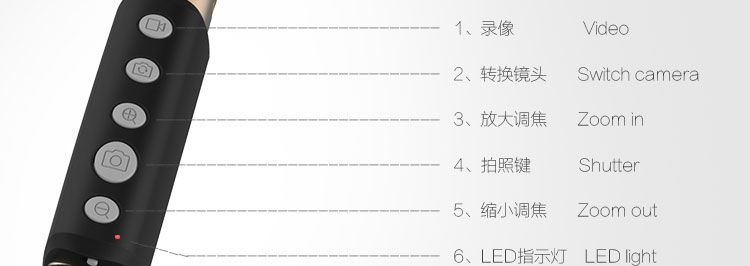 1、录像 Video
2、转换镜头 Switch camera
3、放大调焦 Zoom in
4、拍照键 Shutter
5、缩小调焦 Zoom out
6、LED指示灯 LED light